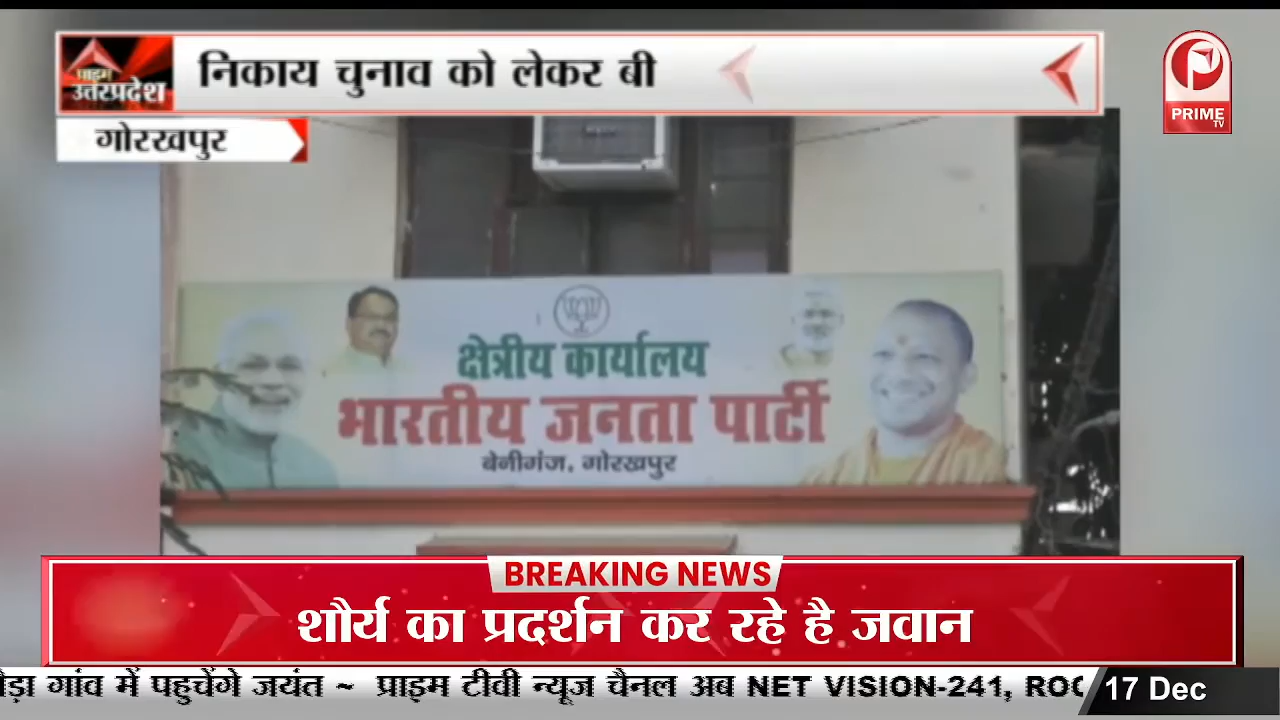 प्राइम
उत्तरप्रदेश
निकाय चुनाव को लेकर बी
PRIME
TV
गोरखपुर
क्षेत्रीय कार्यालय
भारतीय जनता पार्टी
बेनीगंज, गोरखपुर
BREAKING NEWS
शौर्य का प्रदर्शन कर रहे है जवान
गांव में पहुचेंगे जयंत ~ प्राइम टीवी न्यूज चैनल अब NET VISION-241,
17 Dec